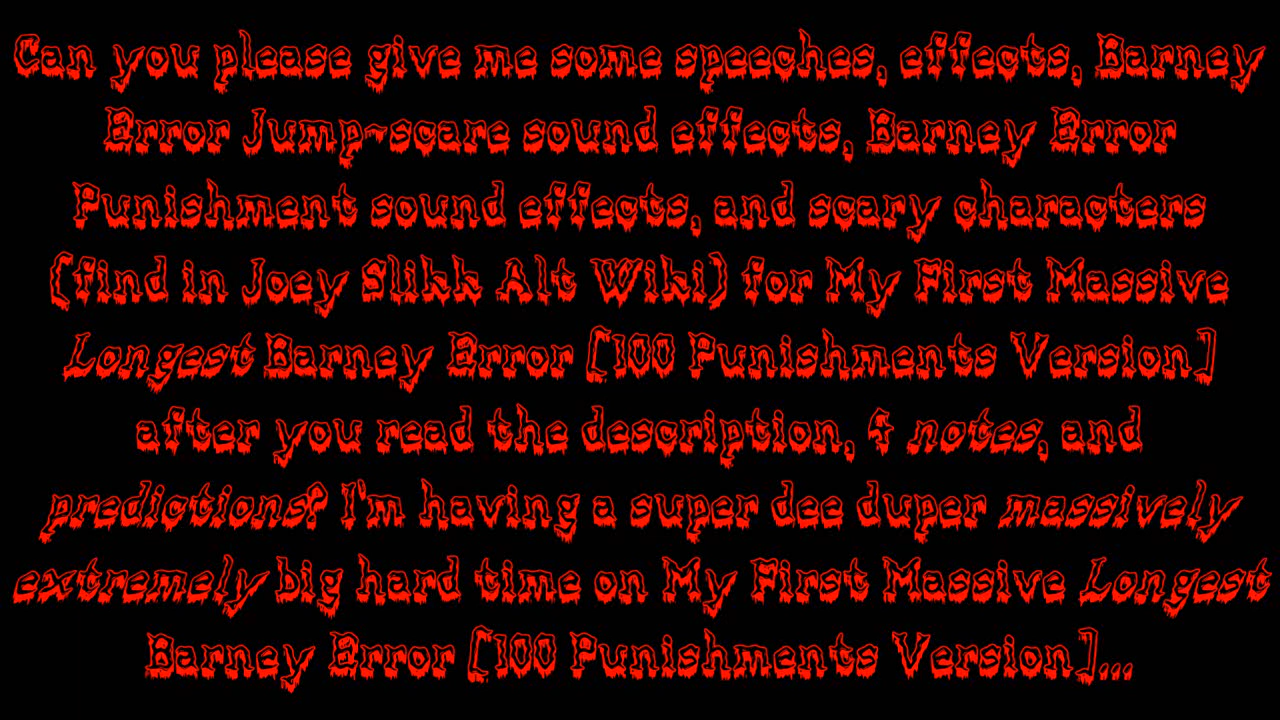 Can you please give me some speeches, effects, Barney
Error Jump~scare sound effects, Barney Error
Punishment sound effects, and scary characters
(find in Joey Slikk Alt Wiki) for My First Massive
Longest Barney Error [100 Punishments Version]
after you read the description, 4 notes, and
predictions? I'm having a super dee duper massively
extremely big hard time on My First Massive Longest
Barney Error [100 Punishments Version]...